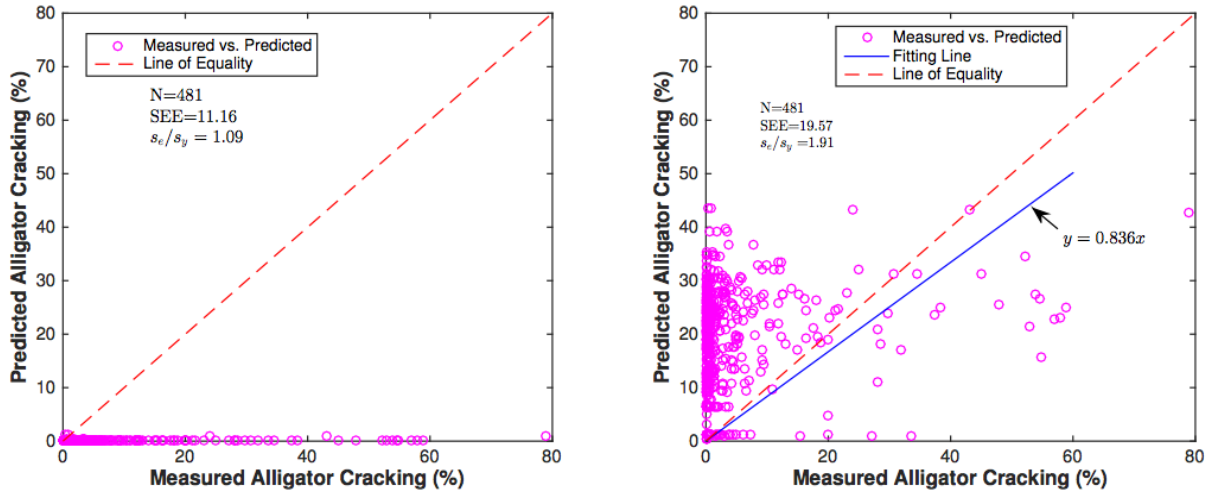 80
70
60
50
40
30
20
10
0
Predicted Alligator Cracking (%)
Measured vs. Predicted
Line of Equality
N=481
SEE=11.16
s_e/s_y = 1.09
0 20 40 60 80
Measured Alligator Cracking (%)
80
70
60
50
40
30
20
10
0
Predicted Alligator Cracking (%)
Measured vs. Predicted
Fitting Line
Line of Equality
N=481
SEE=19.57
s_e/s_y =1.91
y = 0.836x
0 20 40 60 80
Measured Alligator Cracking (%)